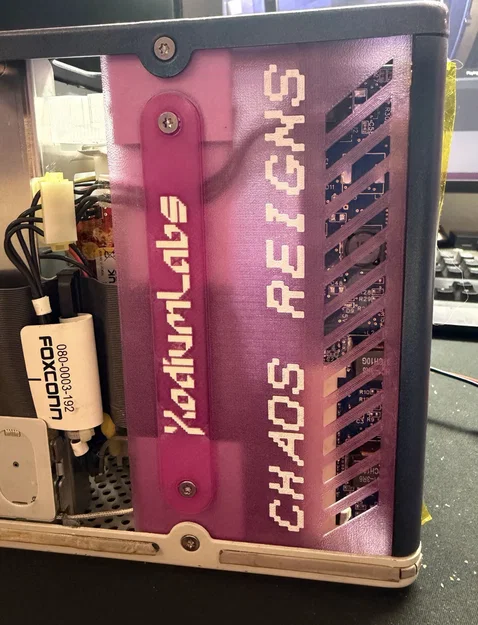 XodiumLabs
CHAOS REIGNS
FOXCONN
080-0003-192